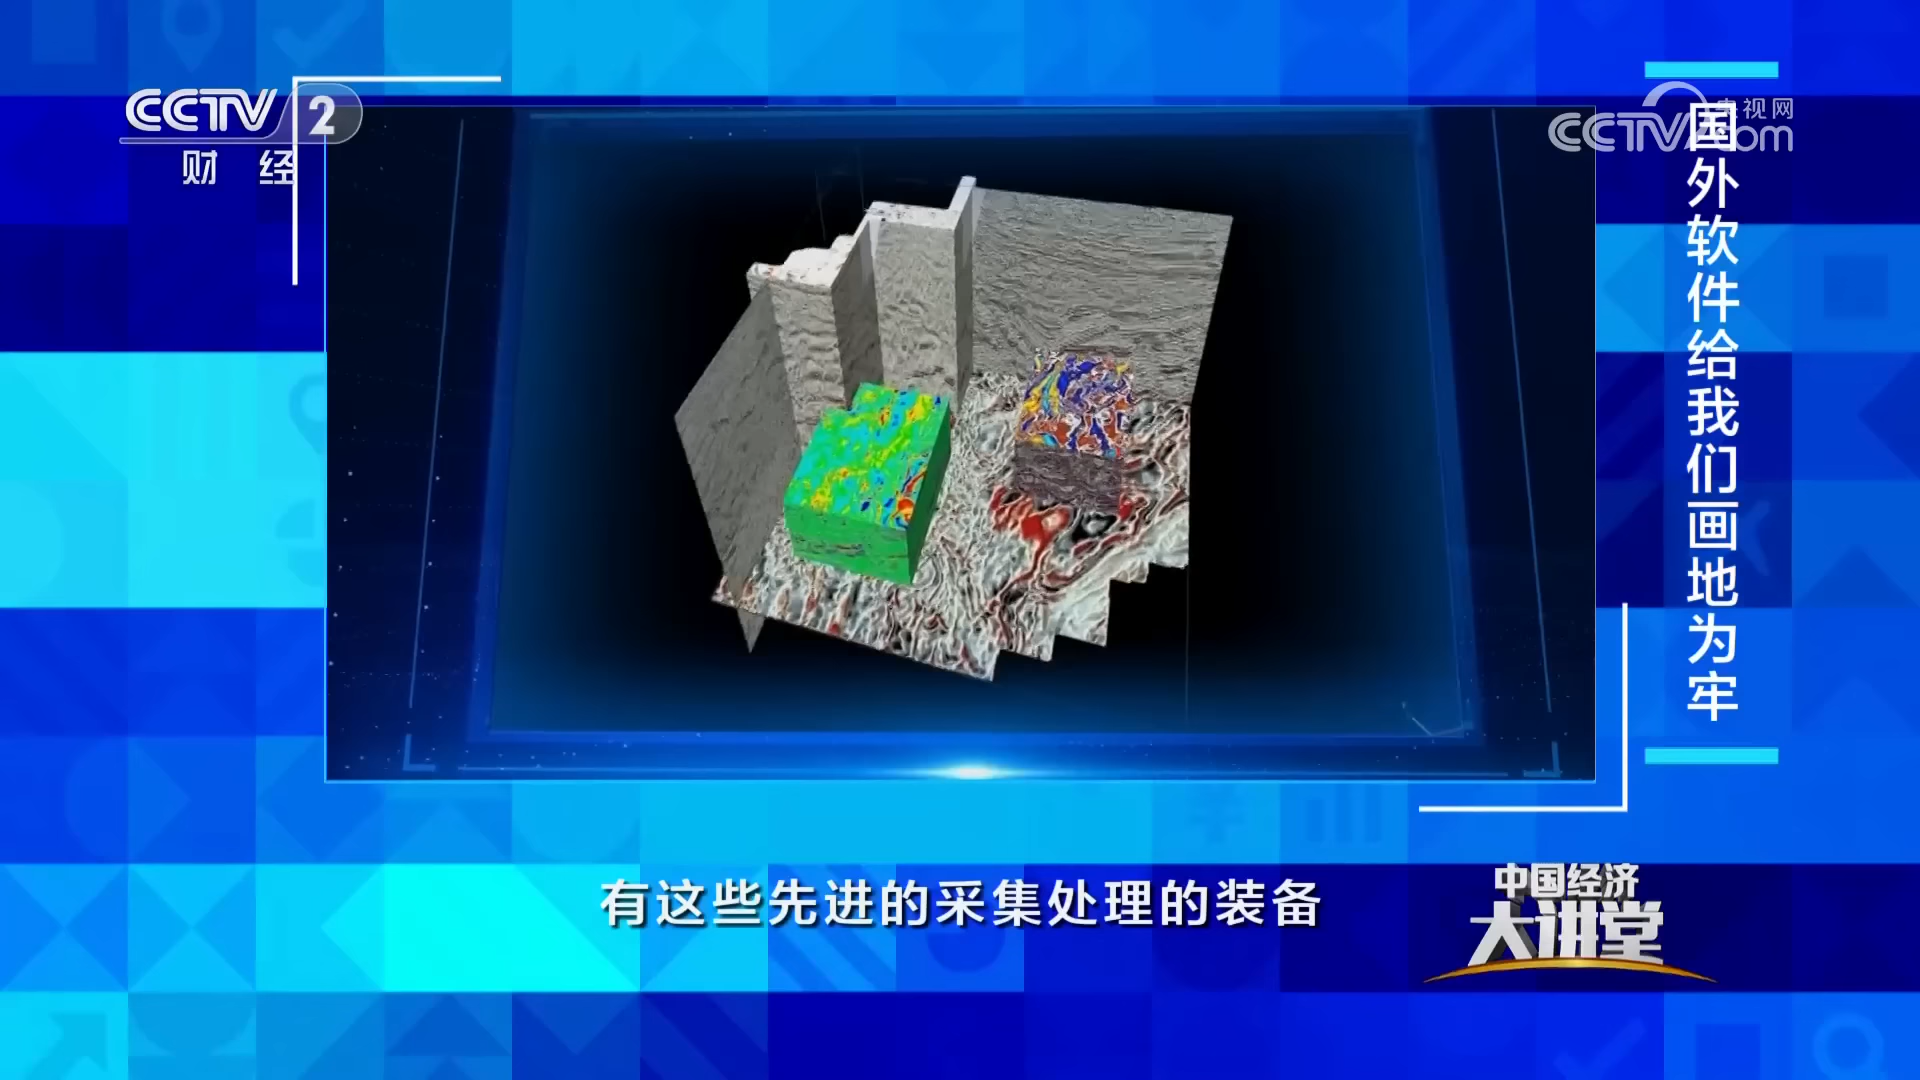 CCTV 2
财 经
央视网
CCTV.com
国外软件给我们画地为牢
有这些先进的采集处理的装备
中国经济
大讲堂